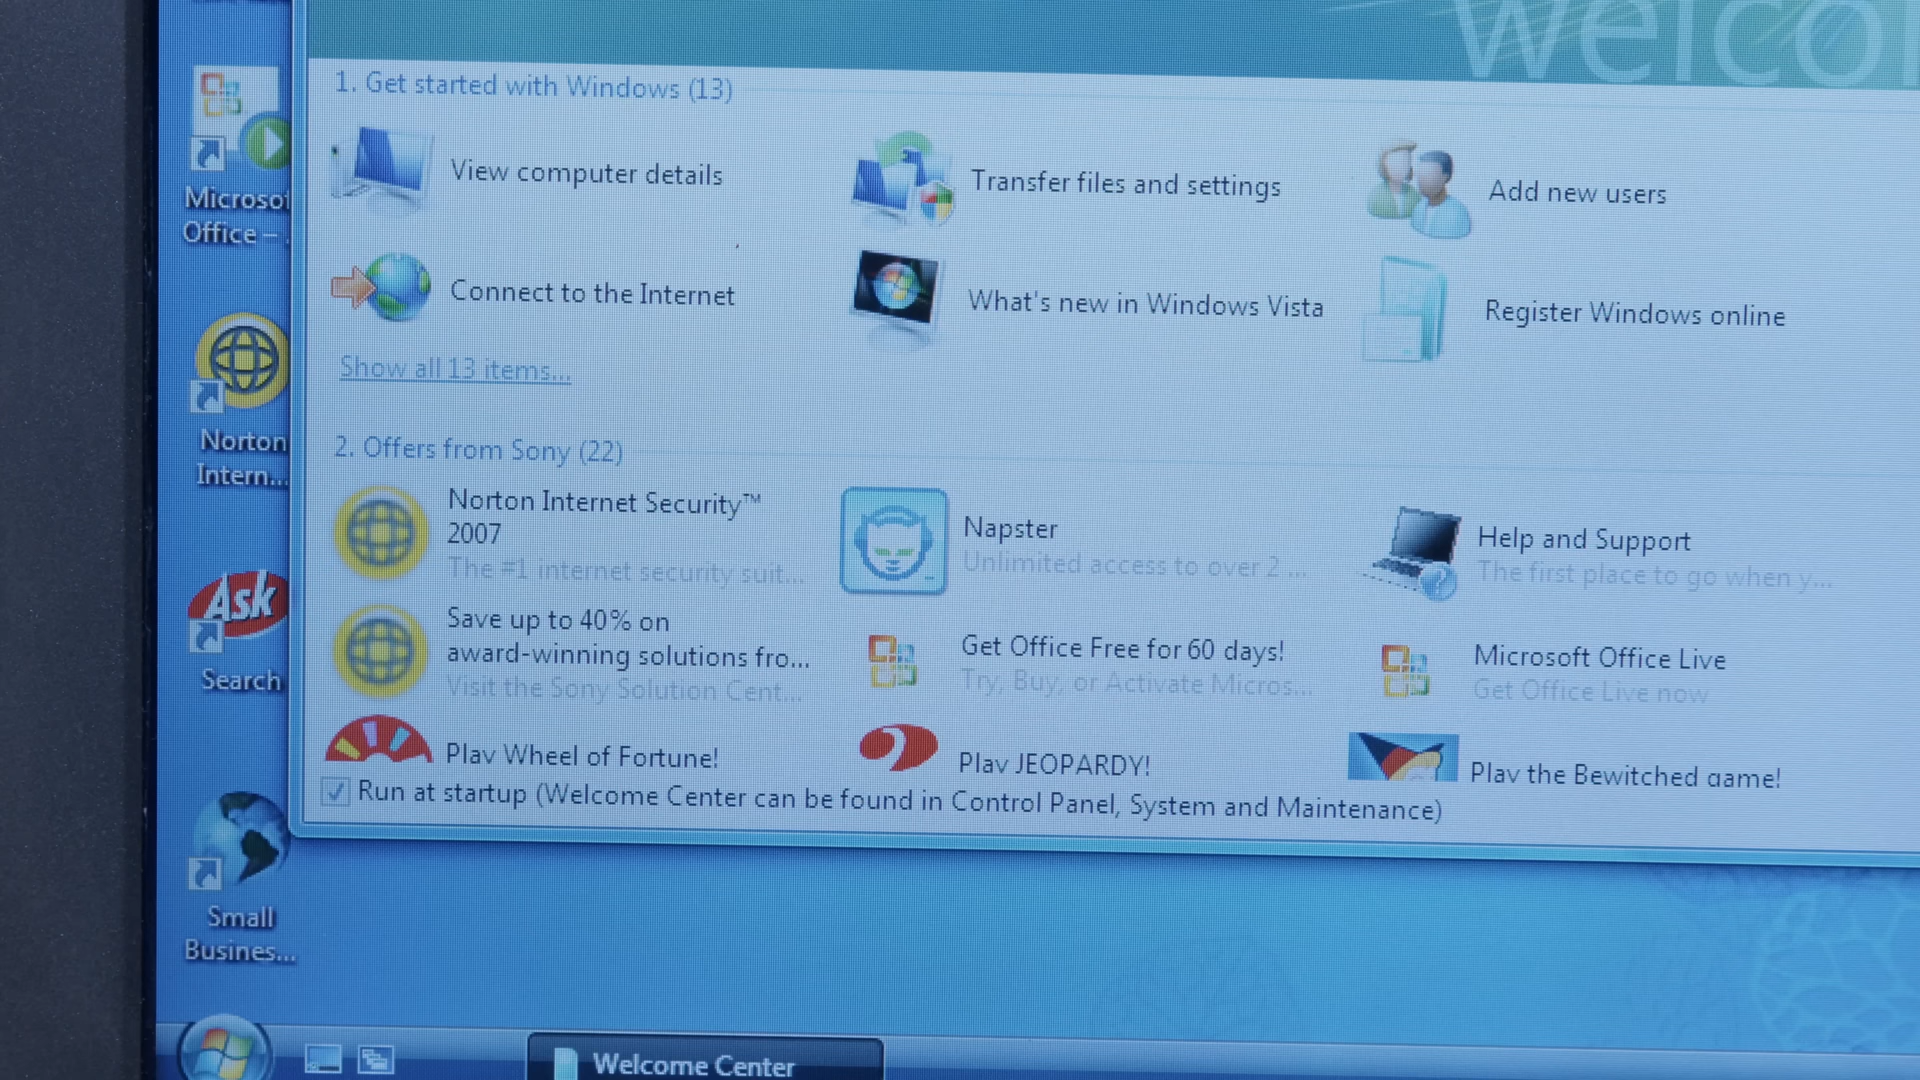 Welco
1. Get started with Windows (13)
View computer details
Transfer files and settings
Add new users
Connect to the Internet
What's new in Windows Vista
Register Windows online
Show all 13 items...
2. Offers from Sony (22)
Norton Internet Security™
2007
The #1 internet security suit...
Napster
Unlimited access to over 2 ...
Help and Support
The first place to go when y...
Save up to 40% on
award-winning solutions fro...
Visit the Sony Solution Cent...
Get Office Free for 60 days!
Try, Buy, or Activate Micros...
Microsoft Office Live
Get Office Live now
Play Wheel of Fortune!
Play JEOPARDY!
Play the Bewitched game!
Run at startup (Welcome Center can be found in Control Panel, System and Maintenance)
Microsof
Office – .
Norton
Intern...
Ask
Search
Small
Busines...
Welcome Center